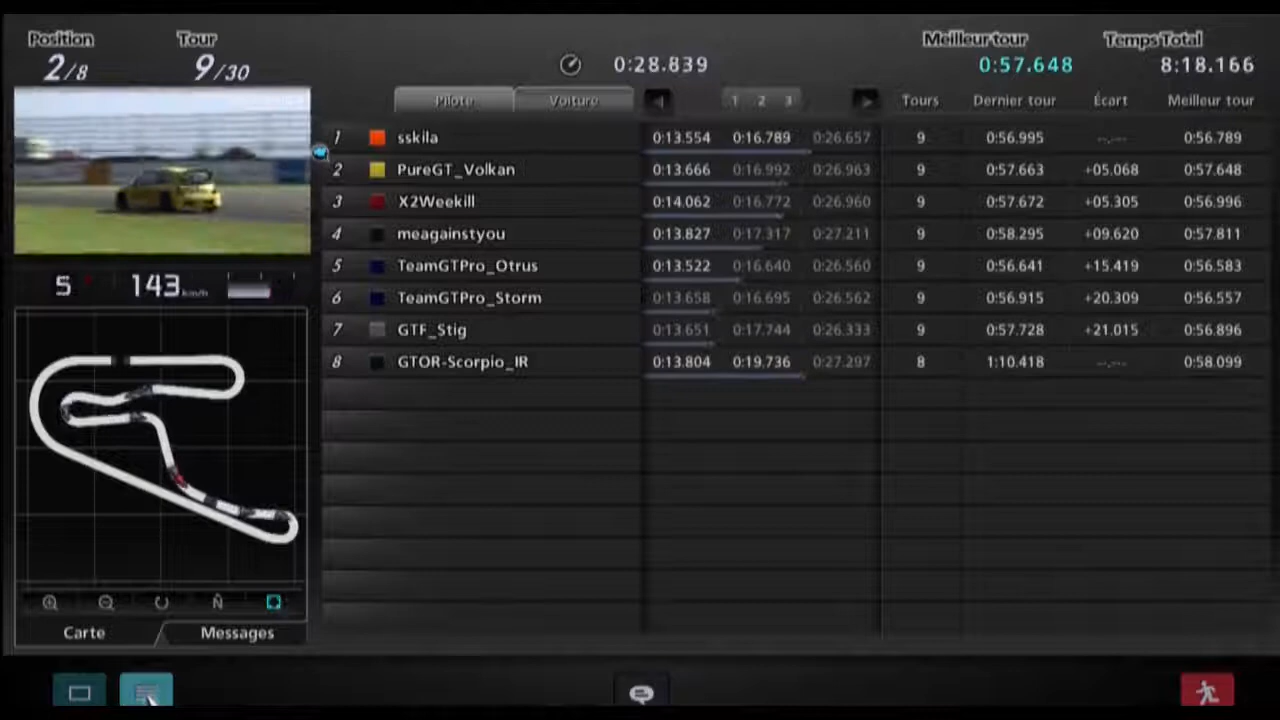 Position
2/8
Tour
9/30
0:28.839
Meilleur tour
0:57.648
Temps Total
8:18.166
Pilote Voiture 1 2 3 Tours Dernier tour Écart Meilleur tour
1 sskila 0:13.554 0:16.789 0:26.657 9 0:56.995 --.--- 0:56.789
2 PureGT_Volkan 0:13.666 0:16.992 0:26.963 9 0:57.663 +05.068 0:57.648
3 X2Weekill 0:14.062 0:16.772 0:26.960 9 0:57.672 +05.305 0:56.996
4 meagainstyou 0:13.827 0:17.317 0:27.211 9 0:58.295 +09.620 0:57.811
5 TeamGTPro_Otrus 0:13.522 0:16.640 0:26.560 9 0:56.641 +15.419 0:56.583
6 TeamGTPro_Storm 0:13.658 0:16.695 0:26.562 9 0:56.915 +20.309 0:56.557
7 GTF_Stig 0:13.651 0:17.744 0:26.333 9 0:57.728 +21.015 0:56.896
8 GTOR-Scorpio_IR 0:13.804 0:19.736 0:27.297 8 1:10.418 --.--- 0:58.099
5 143 km/h
N
Carte Messages